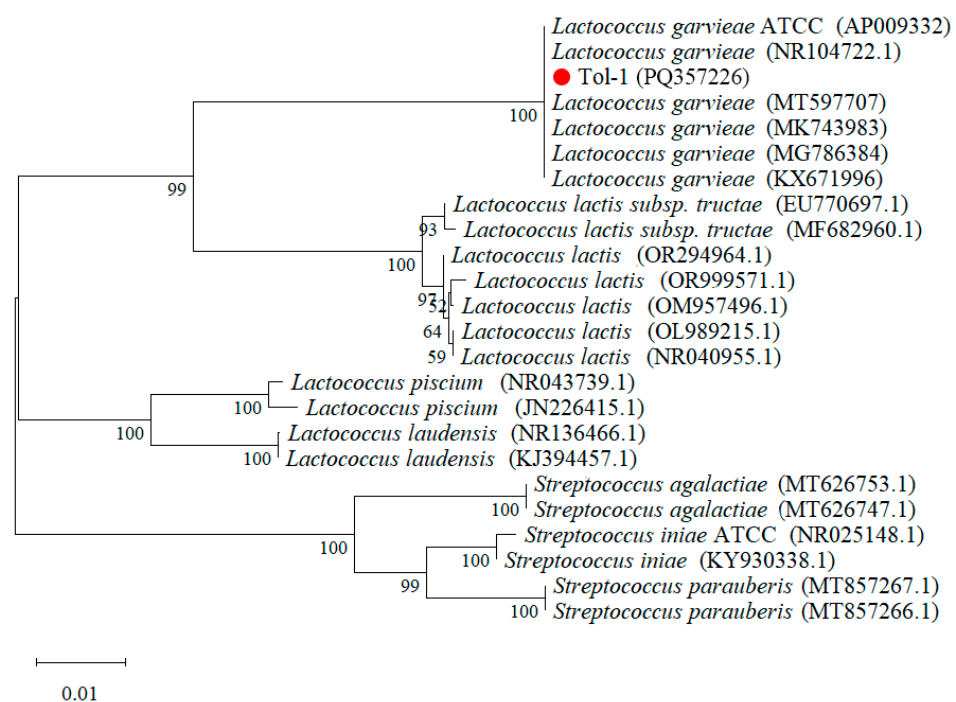 Lactococcus garvieae ATCC (AP009332)
Lactococcus garvieae (NR104722.1)
Tol-1 (PQ357226)
Lactococcus garvieae (MT597707)
100
Lactococcus garvieae (MK743983)
Lactococcus garvieae (MG786384)
Lactococcus garvieae (KX671996)
99
Lactococcus lactis subsp. tructae (EU770697.1)
93
Lactococcus lactis subsp. tructae (MF682960.1)
Lactococcus lactis (OR294964.1)
100
Lactococcus lactis (OR999571.1)
97
52
Lactococcus lactis (OM957496.1)
64
Lactococcus lactis (OL989215.1)
59
Lactococcus lactis (NR040955.1)
Lactococcus piscium (NR043739.1)
100
Lactococcus piscium (JN226415.1)
100
Lactococcus laudensis (NR136466.1)
100
Lactococcus laudensis (KJ394457.1)
Streptococcus agalactiae (MT626753.1)
100
Streptococcus agalactiae (MT626747.1)
Streptococcus iniae ATCC (NR025148.1)
100
100
Streptococcus iniae (KY930338.1)
99
Streptococcus parauberis (MT857267.1)
100
Streptococcus parauberis (MT857266.1)
0.01